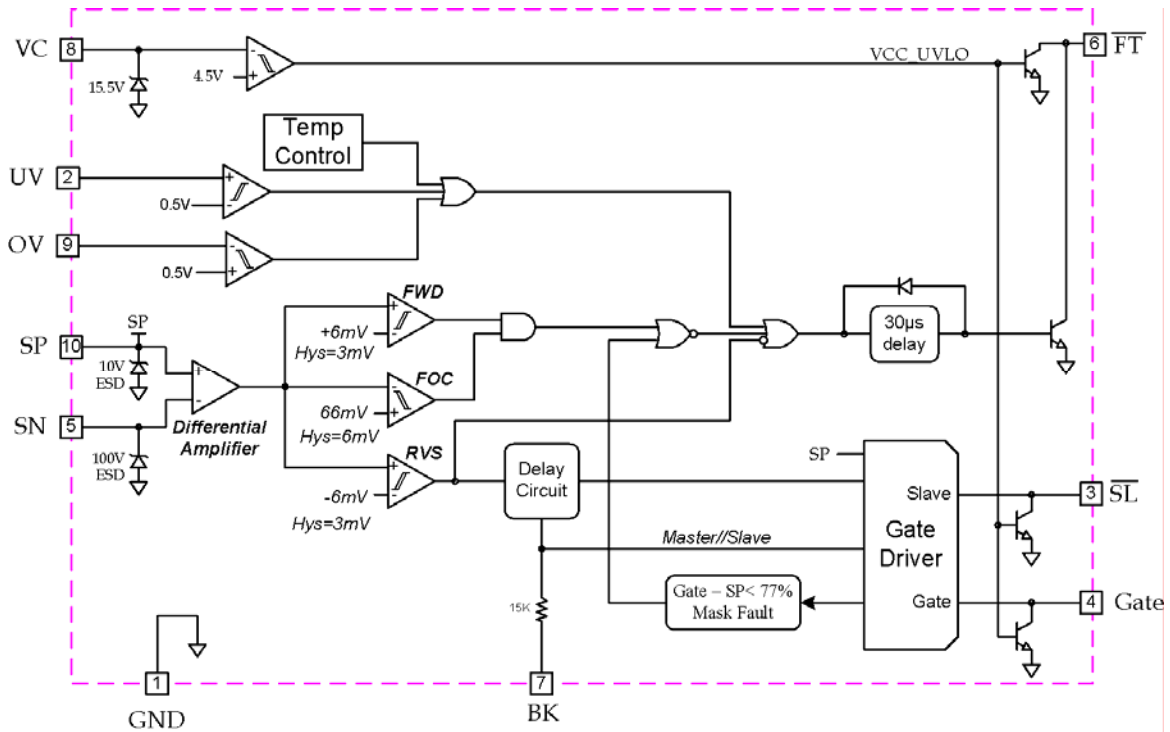 VC
8
15.5V
-
+
4.5V
VCC_UVLO
6
FT
Temp
Control
UV
2
+
-
0.5V
OV
9
-
+
0.5V
SP
10
SP
10V
ESD
+
-
Differential
Amplifier
SN
5
100V
ESD
FWD
+
-
+6mV
Hys=3mV
FOC
-
+
66mV
Hys=6mV
RVS
+
-
-6mV
Hys=3mV
30µs
delay
Delay
Circuit
SP
Slave
Gate
Driver
Gate
3
SL
Master//Slave
Gate – SP< 77%
Mask Fault
4
Gate
15K
1
GND
7
BK